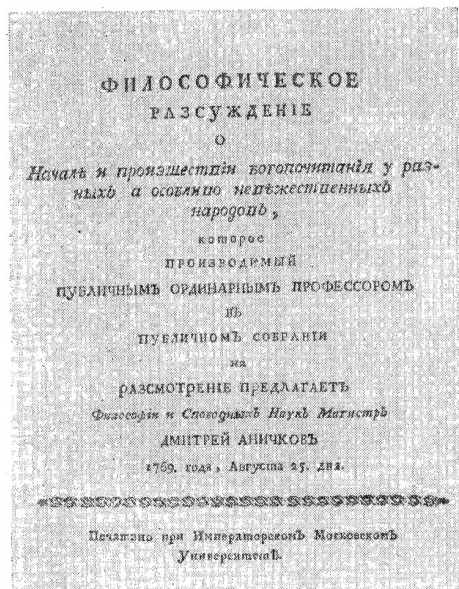 ФИЛОСОФИЧЕСКОЕ
РАЗСУЖДЕНІЕ
О
Началѣ и произшествіи богопочитанія у раз-
ныхъ а особливо невѣжественныхъ
народовъ,
которое
ПРОИЗВОДИМЫЙ
ПУБЛИЧНЫМЪ ОРДИНАРНЫМЪ ПРОФЕССОРОМЪ
ВЪ
ПУБЛИЧНОМЪ СОБРАНІИ
на
РАЗСМОТРЕНІЕ ПРЕДЛАГАЕТЪ
Философіи и Свободныхъ Наукъ Магистръ
ДМИТРЕЙ АНИЧКОВЪ
1769. года, Августа 25. дня.
Печатано при Императорскомъ Московскомъ
Университетѣ.